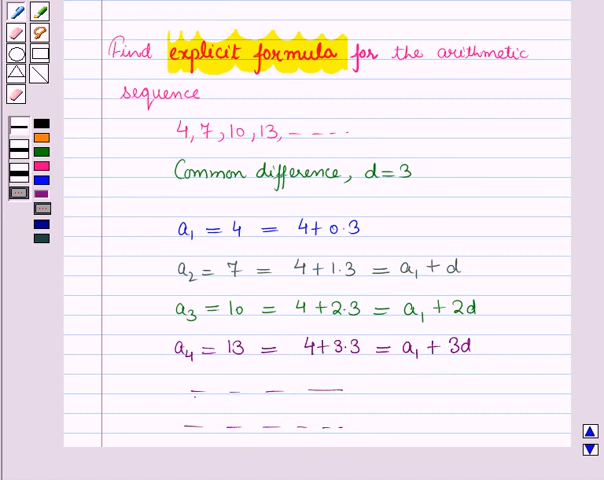 Find explicit formula for the arithmetic
sequence
4, 7, 10, 13, - - - - -
Common difference, d = 3
a₁ = 4 = 4 + 0.3
a₂ = 7 = 4 + 1.3 = a₁ + d
a₃ = 10 = 4 + 2.3 = a₁ + 2d
a₄ = 13 = 4 + 3.3 = a₁ + 3d